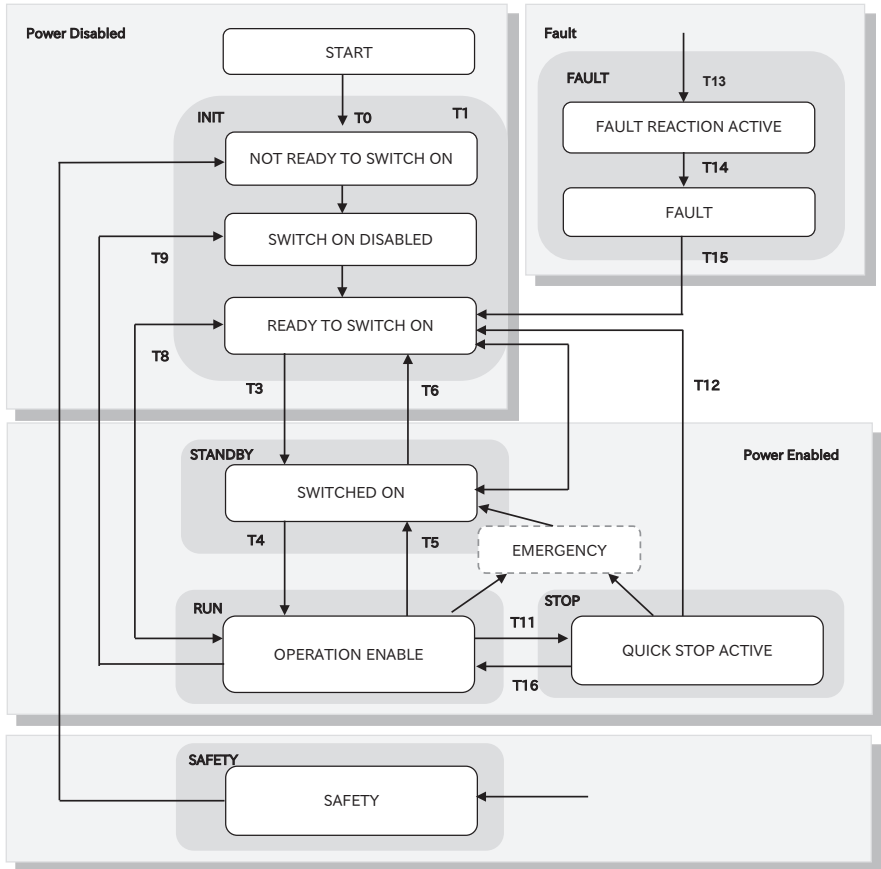 Power Disabled
START
T0
T1
INIT
NOT READY TO SWITCH ON
SWITCH ON DISABLED
T9
READY TO SWITCH ON
T8
T3
T6
Fault
T13
FAULT
FAULT REACTION ACTIVE
T14
FAULT
T15
T12
STANDBY
Power Enabled
SWITCHED ON
T4
T5
EMERGENCY
RUN
STOP
T11
OPERATION ENABLE
QUICK STOP ACTIVE
T16
SAFETY
SAFETY